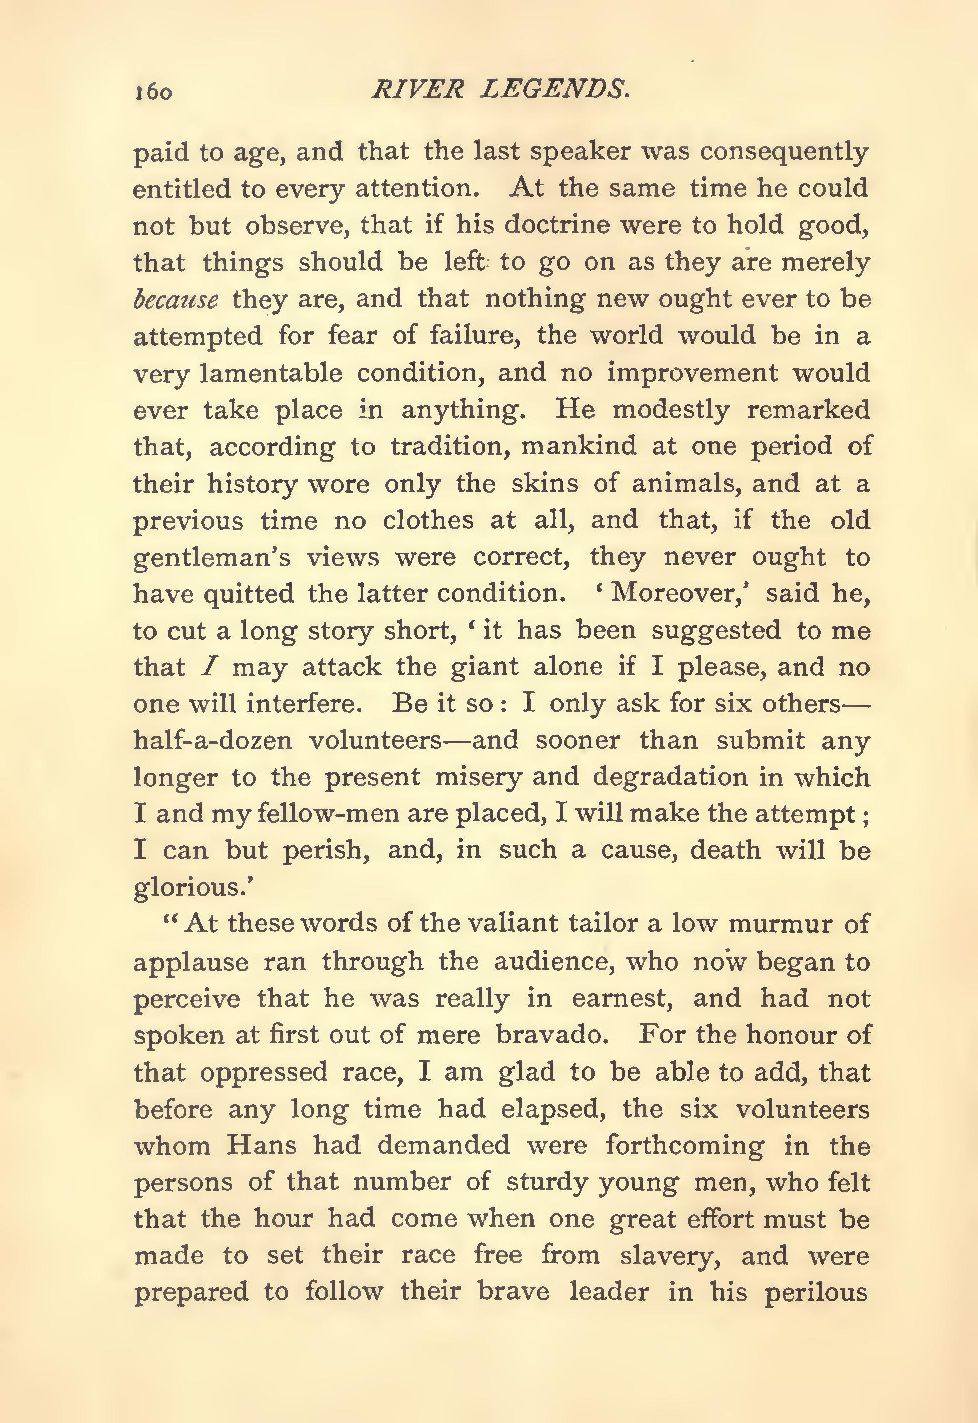 160 RIVER LEGENDS.
paid to age, and that the last speaker was consequently
entitled to every attention. At the same time he could
not but observe, that if his doctrine were to hold good,
that things should be left to go on as they are merely
because they are, and that nothing new ought ever to be
attempted for fear of failure, the world would be in a
very lamentable condition, and no improvement would
ever take place in anything. He modestly remarked
that, according to tradition, mankind at one period of
their history wore only the skins of animals, and at a
previous time no clothes at all, and that, if the old
gentleman's views were correct, they never ought to
have quitted the latter condition. ‘Moreover,’ said he,
to cut a long story short, ‘it has been suggested to me
that I may attack the giant alone if I please, and no
one will interfere. Be it so: I only ask for six others—
half-a-dozen volunteers—and sooner than submit any
longer to the present misery and degradation in which
I and my fellow-men are placed, I will make the attempt;
I can but perish, and, in such a cause, death will be
glorious.’
“At these words of the valiant tailor a low murmur of
applause ran through the audience, who now began to
perceive that he was really in earnest, and had not
spoken at first out of mere bravado. For the honour of
that oppressed race, I am glad to be able to add, that
before any long time had elapsed, the six volunteers
whom Hans had demanded were forthcoming in the
persons of that number of sturdy young men, who felt
that the hour had come when one great effort must be
made to set their race free from slavery, and were
prepared to follow their brave leader in his perilous